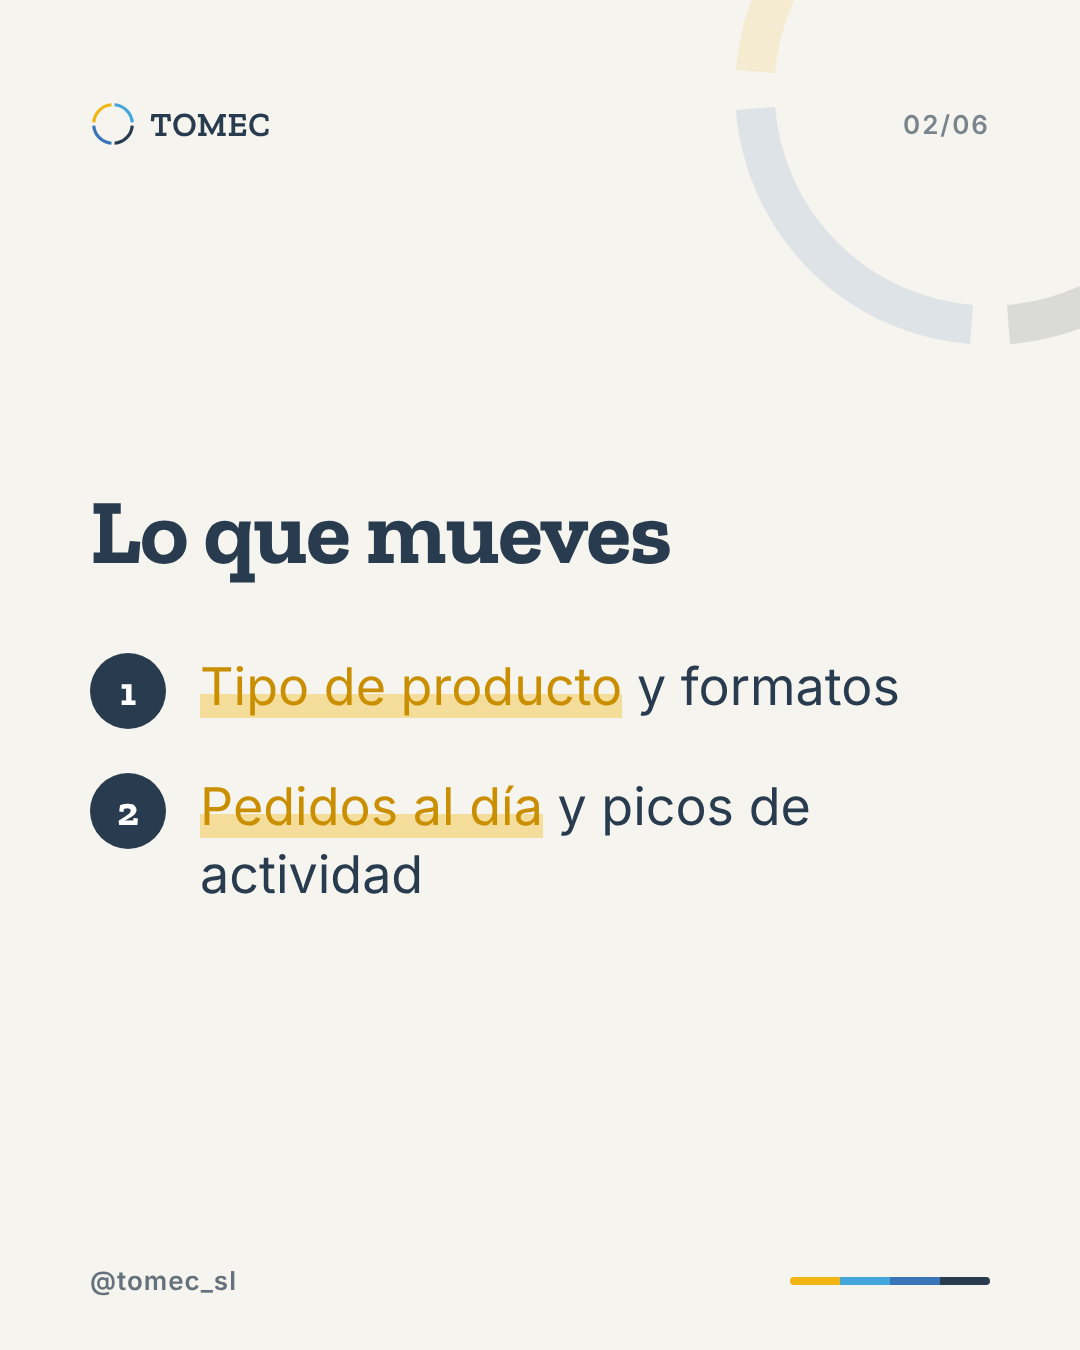 TOMEC
02/06
Lo que mueves
1 Tipo de producto y formatos
2 Pedidos al día y picos de
actividad
@tomec_sl